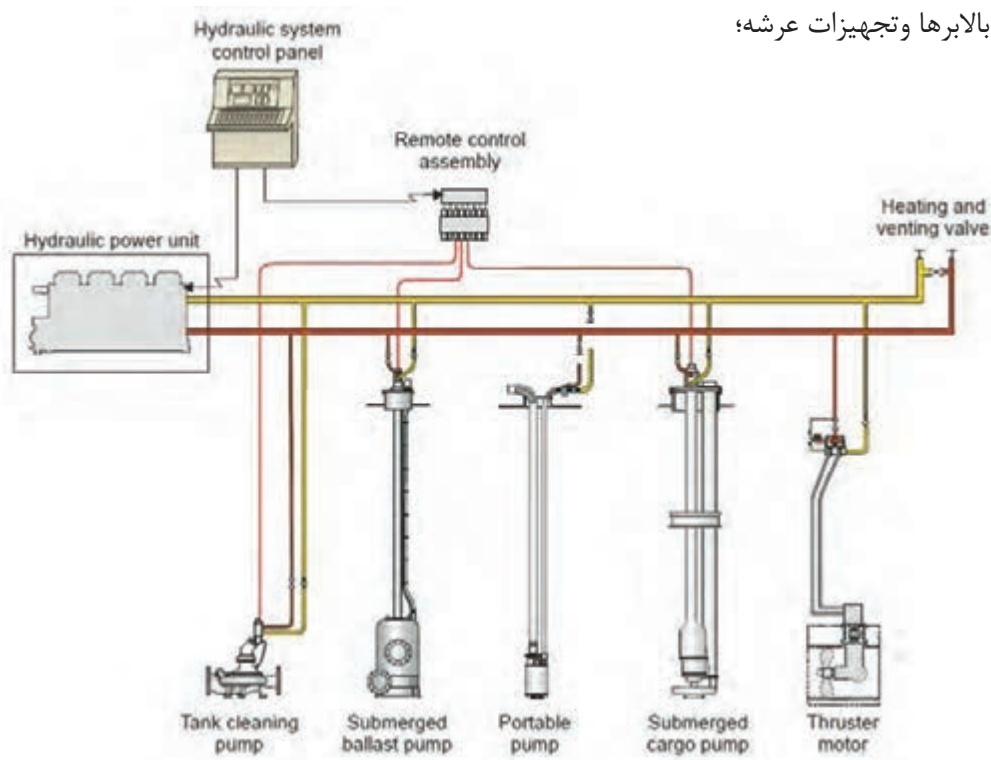 بالابرها وتجهیزات عرشه؛
Hydraulic system
control panel
Remote control
assembly
Heating and
venting valve
Hydraulic power unit
Tank cleaning
pump
Submerged
ballast pump
Portable
pump
Submerged
cargo pump
Thruster
motor